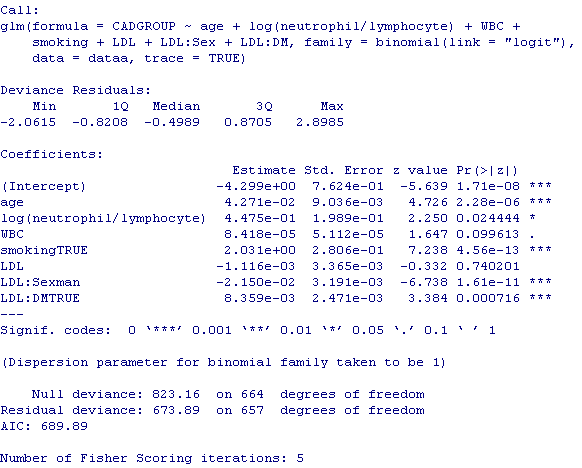 Call:
glm(formula = CADGROUP ~ age + log(neutrophil/lymphocyte) + WBC +
    smoking + LDL + LDL:Sex + LDL:DM, family = binomial(link = "logit"),
    data = dataa, trace = TRUE)

Deviance Residuals:
    Min      1Q  Median      3Q     Max
-2.0615 -0.8208 -0.4989  0.8705  2.8985

Coefficients:
                            Estimate Std. Error z value Pr(>|z|)
(Intercept)               -4.299e+00  7.624e-01  -5.639 1.71e-08 ***
age                        4.271e-02  9.036e-03   4.726 2.28e-06 ***
log(neutrophil/lymphocyte)  4.475e-01  1.989e-01   2.250 0.024444 *
WBC                        8.418e-05  5.112e-05   1.647 0.099613 .
smokingTRUE                2.031e+00  2.806e-01   7.238 4.56e-13 ***
LDL                       -1.116e-03  3.365e-03  -0.332 0.740201
LDL:Sexman                -2.150e-02  3.191e-03  -6.738 1.61e-11 ***
LDL:DMTRUE                 8.359e-03  2.471e-03   3.384 0.000716 ***
---
Signif. codes:  0 ‘***’ 0.001 ‘**’ 0.01 ‘*’ 0.05 ‘.’ 0.1 ‘ ’ 1

(Dispersion parameter for binomial family taken to be 1)

    Null deviance: 823.16  on 664  degrees of freedom
Residual deviance: 673.89  on 657  degrees of freedom
AIC: 689.89

Number of Fisher Scoring iterations: 5